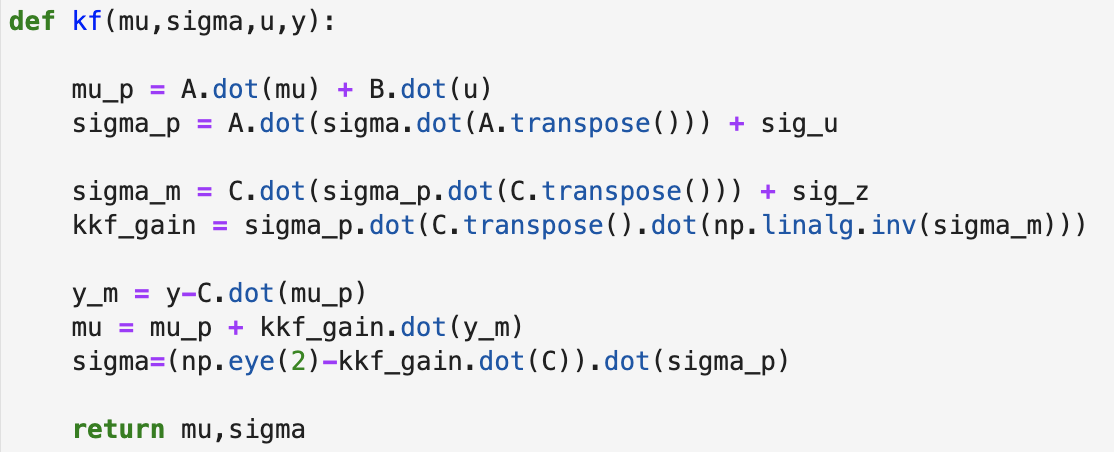 def kf(mu,sigma,u,y):
    mu_p = A.dot(mu) + B.dot(u)
    sigma_p = A.dot(sigma.dot(A.transpose())) + sig_u
    sigma_m = C.dot(sigma_p.dot(C.transpose())) + sig_z
    kkf_gain = sigma_p.dot(C.transpose().dot(np.linalg.inv(sigma_m)))
    y_m = y-C.dot(mu_p)
    mu = mu_p + kkf_gain.dot(y_m)
    sigma=(np.eye(2)-kkf_gain.dot(C)).dot(sigma_p)
    return mu,sigma